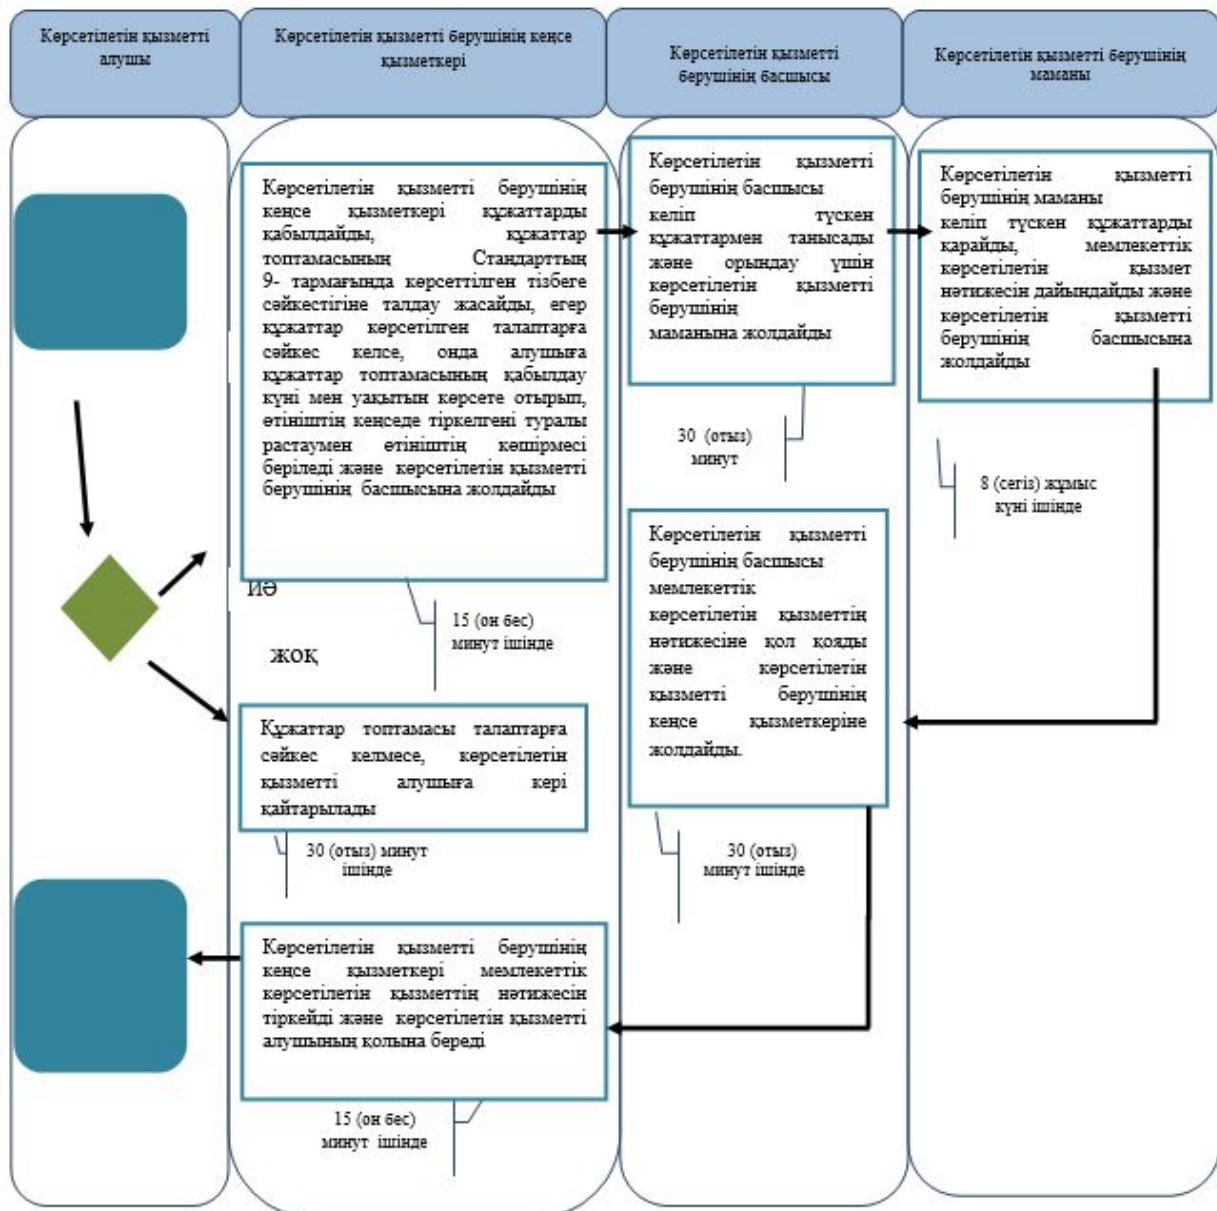 Көрсетілетін қызметті
алушы
Көрсетілетін қызметті берушінің кеңсе
қызметкері
Көрсетілетін қызметті
берушінің басшысы
Көрсетілетін қызметті берушінің
маманы
Көрсетілетін қызметті берушінің
кеңсе қызметкері құжаттарды
қабылдайды, құжаттар
топтамасының Стандарттың
9- тармағында көрсеттілген тізбеге
сәйкестігіне талдау жасайды, егер
құжаттар көрсетілген талаптарға
сәйкес келсе, онда алушыға
құжаттар топтамасының қабылдау
күні мен уақытын көрсете отырып,
өтініштің кеңседе тіркелгені туралы
растаумен өтініштің көшірмесі
беріледі және көрсетілетін қызметті
берушінің басшысына жолдайды
Көрсетілетін қызметті
берушінің басшысы
келіп түскен
құжаттармен танысады
және орындау үшін
көрсетілетін қызметті
берушінің
маманына жолдайды
Көрсетілетін қызметті
берушінің маманы
келіп түскен құжаттарды
қарайды, мемлекеттік
көрсетілетін қызмет
нәтижесін дайындайды және
көрсетілетін қызметті
берушінің басшысына
жолдайды
30 (отыз)
минут
8 (сегіз) жұмыс
күні ішінде
ИӘ
15 (он бес)
минут ішінде
ЖОҚ
Көрсетілетін қызметті
берушінің басшысы
мемлекеттік
көрсетілетін қызметтің
нәтижесіне қол қояды
және көрсетілетін
қызметті берушінің
кеңсе қызметкеріне
жолдайды.
Құжаттар топтамасы талаптарға
сәйкес келмесе, көрсетілетін
қызметті алушыға кері
қайтарылады
30 (отыз) минут
ішінде
30 (отыз)
минут ішінде
Көрсетілетін қызметті берушінің
кеңсе қызметкері мемлекеттік
көрсетілетін қызметтің нәтижесін
тіркейді және көрсетілетін қызметті
алушының қолына береді
15 (он бес)
минут ішінде